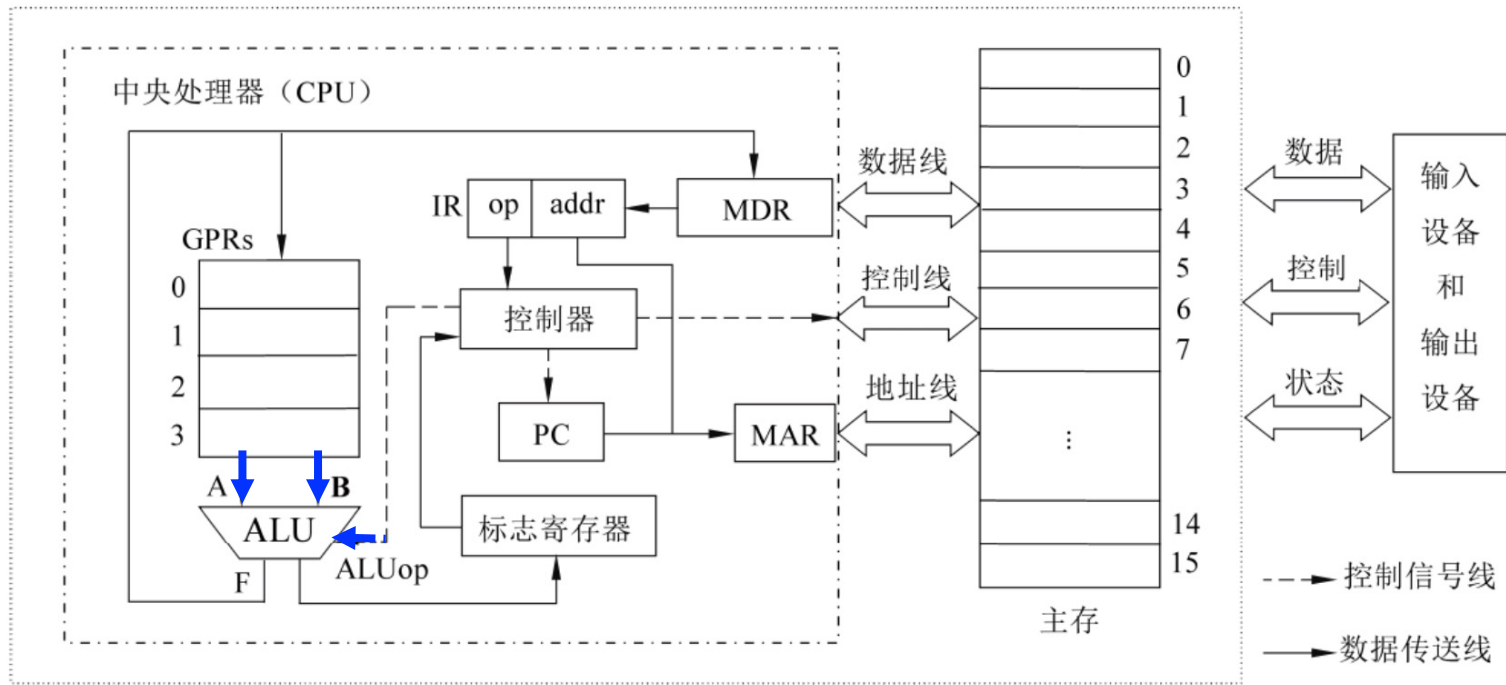 中央处理器（CPU）
GPRs
0
1
2
3
A
B
ALU
F
ALUop
IR
op
addr
MDR
控制器
PC
MAR
标志寄存器
数据线
控制线
地址线
0
1
2
3
4
5
6
7
⋮
14
15
主存
数据
控制
状态
输入
设备
和
输出
设备
控制信号线
数据传送线